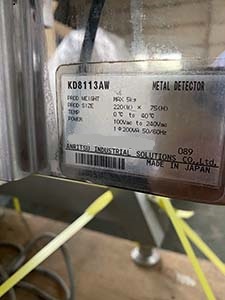 KD8113AW METAL DETECTOR
PROD. WEIGHT MAX 5kg
PROD. SIZE 220(W) × 75(H)
TEMP 0°C to 40°C
POWER 100Vac to 240Vac
1Φ200VA 50/60Hz
089
ANRITSU INDUSTRIAL SOLUTIONS CO.,Ltd.
MADE IN JAPAN